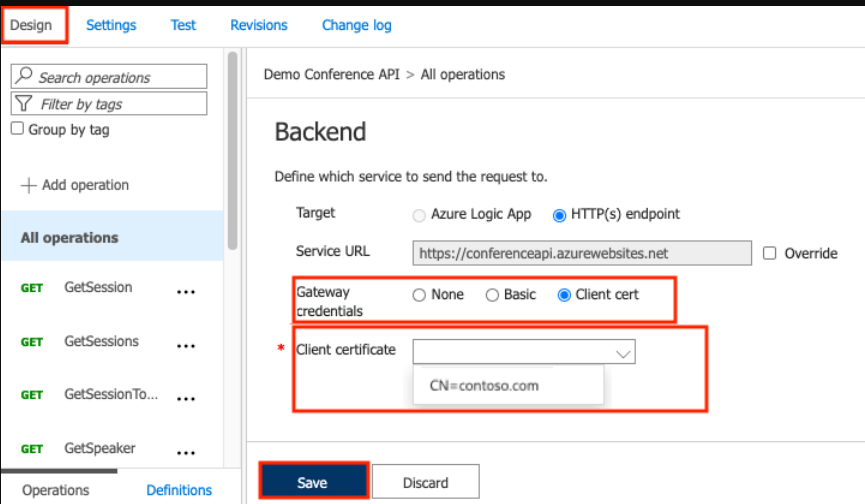 Design Settings Test Revisions Change log
Search operations
Filter by tags
Group by tag
Add operation
All operations
GET GetSession ...
GET GetSessions ...
GET GetSessionTo... ...
GET GetSpeaker ...
Operations Definitions
Demo Conference API > All operations
Backend
Define which service to send the request to.
Target Azure Logic App HTTP(s) endpoint
Service URL https://conferenceapi.azurewebsites.net Override
Gateway
credentials None Basic Client cert
* Client certificate
CN=contoso.com
Save Discard